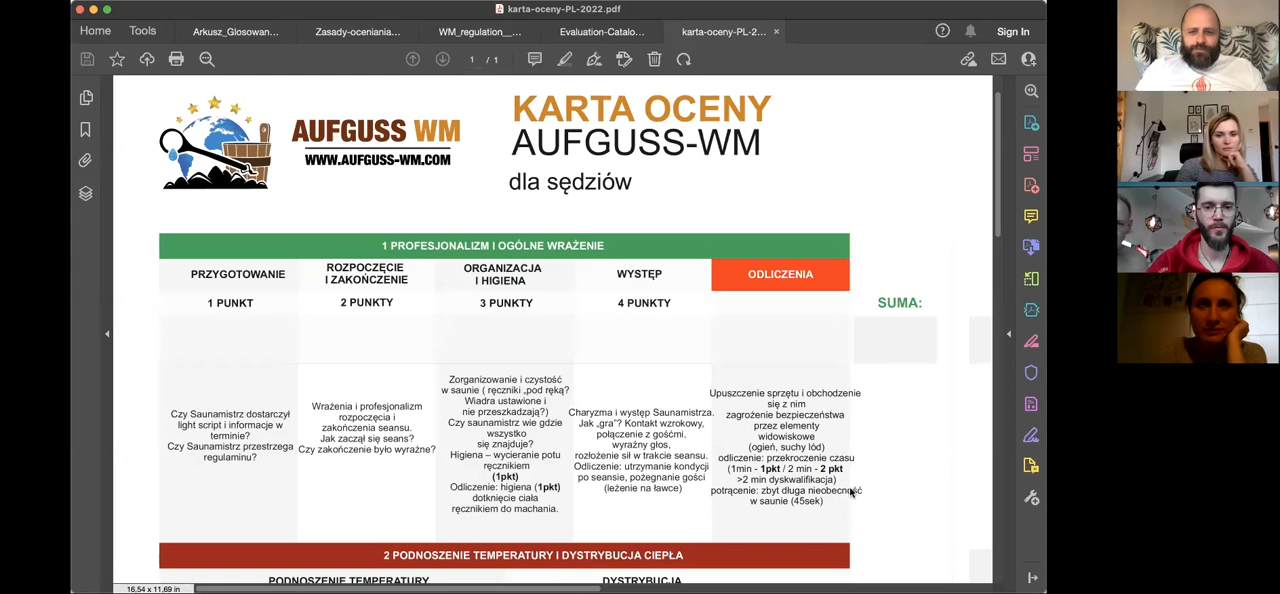 karta-oceny-PL-2022.pdf
Home Tools Arkusz_Glosowan... Zasady-oceniania... WM_regulation__... Evaluation-Catalo... karta-oceny-PL-2... × Sign In
1 / 1
AUFGUSS WM
WWW.AUFGUSS-WM.COM
KARTA OCENY
AUFGUSS-WM
dla sędziów
1 PROFESJONALIZM I OGÓLNE WRAŻENIE
PRZYGOTOWANIE
1 PUNKT
Czy Saunamistrz dostarczył
light script i informacje w
terminie?
Czy Saunamistrz przestrzega
regulaminu?
ROZPOCZĘCIE
I ZAKOŃCZENIE
2 PUNKTY
Wrażenia i profesjonalizm
rozpoczęcia i
zakończenia seansu.
Jak zaczął się seans?
Czy zakończenie było wyraźne?
ORGANIZACJA
I HIGIENA
3 PUNKTY
Zorganizowanie i czystość
w saunie ( ręczniki „pod ręką?
Wiadra ustawione i
nie przeszkadzają?)
Czy saunamistrz wie gdzie
wszystko
się znajduje?
Higiena – wycieranie potu
ręcznikiem
(1pkt)
Odliczenie: higiena (1pkt)
dotknięcie ciała
ręcznikiem do machania.
WYSTĘP
4 PUNKTY
Charyzma i występ Saunamistrza.
Jak „gra”? Kontakt wzrokowy,
połączenie z gośćmi,
wyraźny głos,
rozłożenie sił w trakcie seansu.
Odliczenie: utrzymanie kondycji
po seansie, pożegnanie gości
(leżenie na ławce)
ODLICZENIA
Upuszczenie sprzętu i obchodzenie
się z nim
zagrożenie bezpieczeństwa
przez elementy
widowiskowe
(ogień, suchy lód)
odliczenie: przekroczenie czasu
(1min - 1pkt / 2 min - 2 pkt
>2 min dyskwalifikacja)
potrącenie: zbyt długa nieobecność
w saunie (45sek)
SUMA:
2 PODNOSZENIE TEMPERATURY I DYSTRYBUCJA CIEPŁA
PODNOSZENIE TEMPERATURY DYSTRYBUCJA
16,54 x 11,69 in